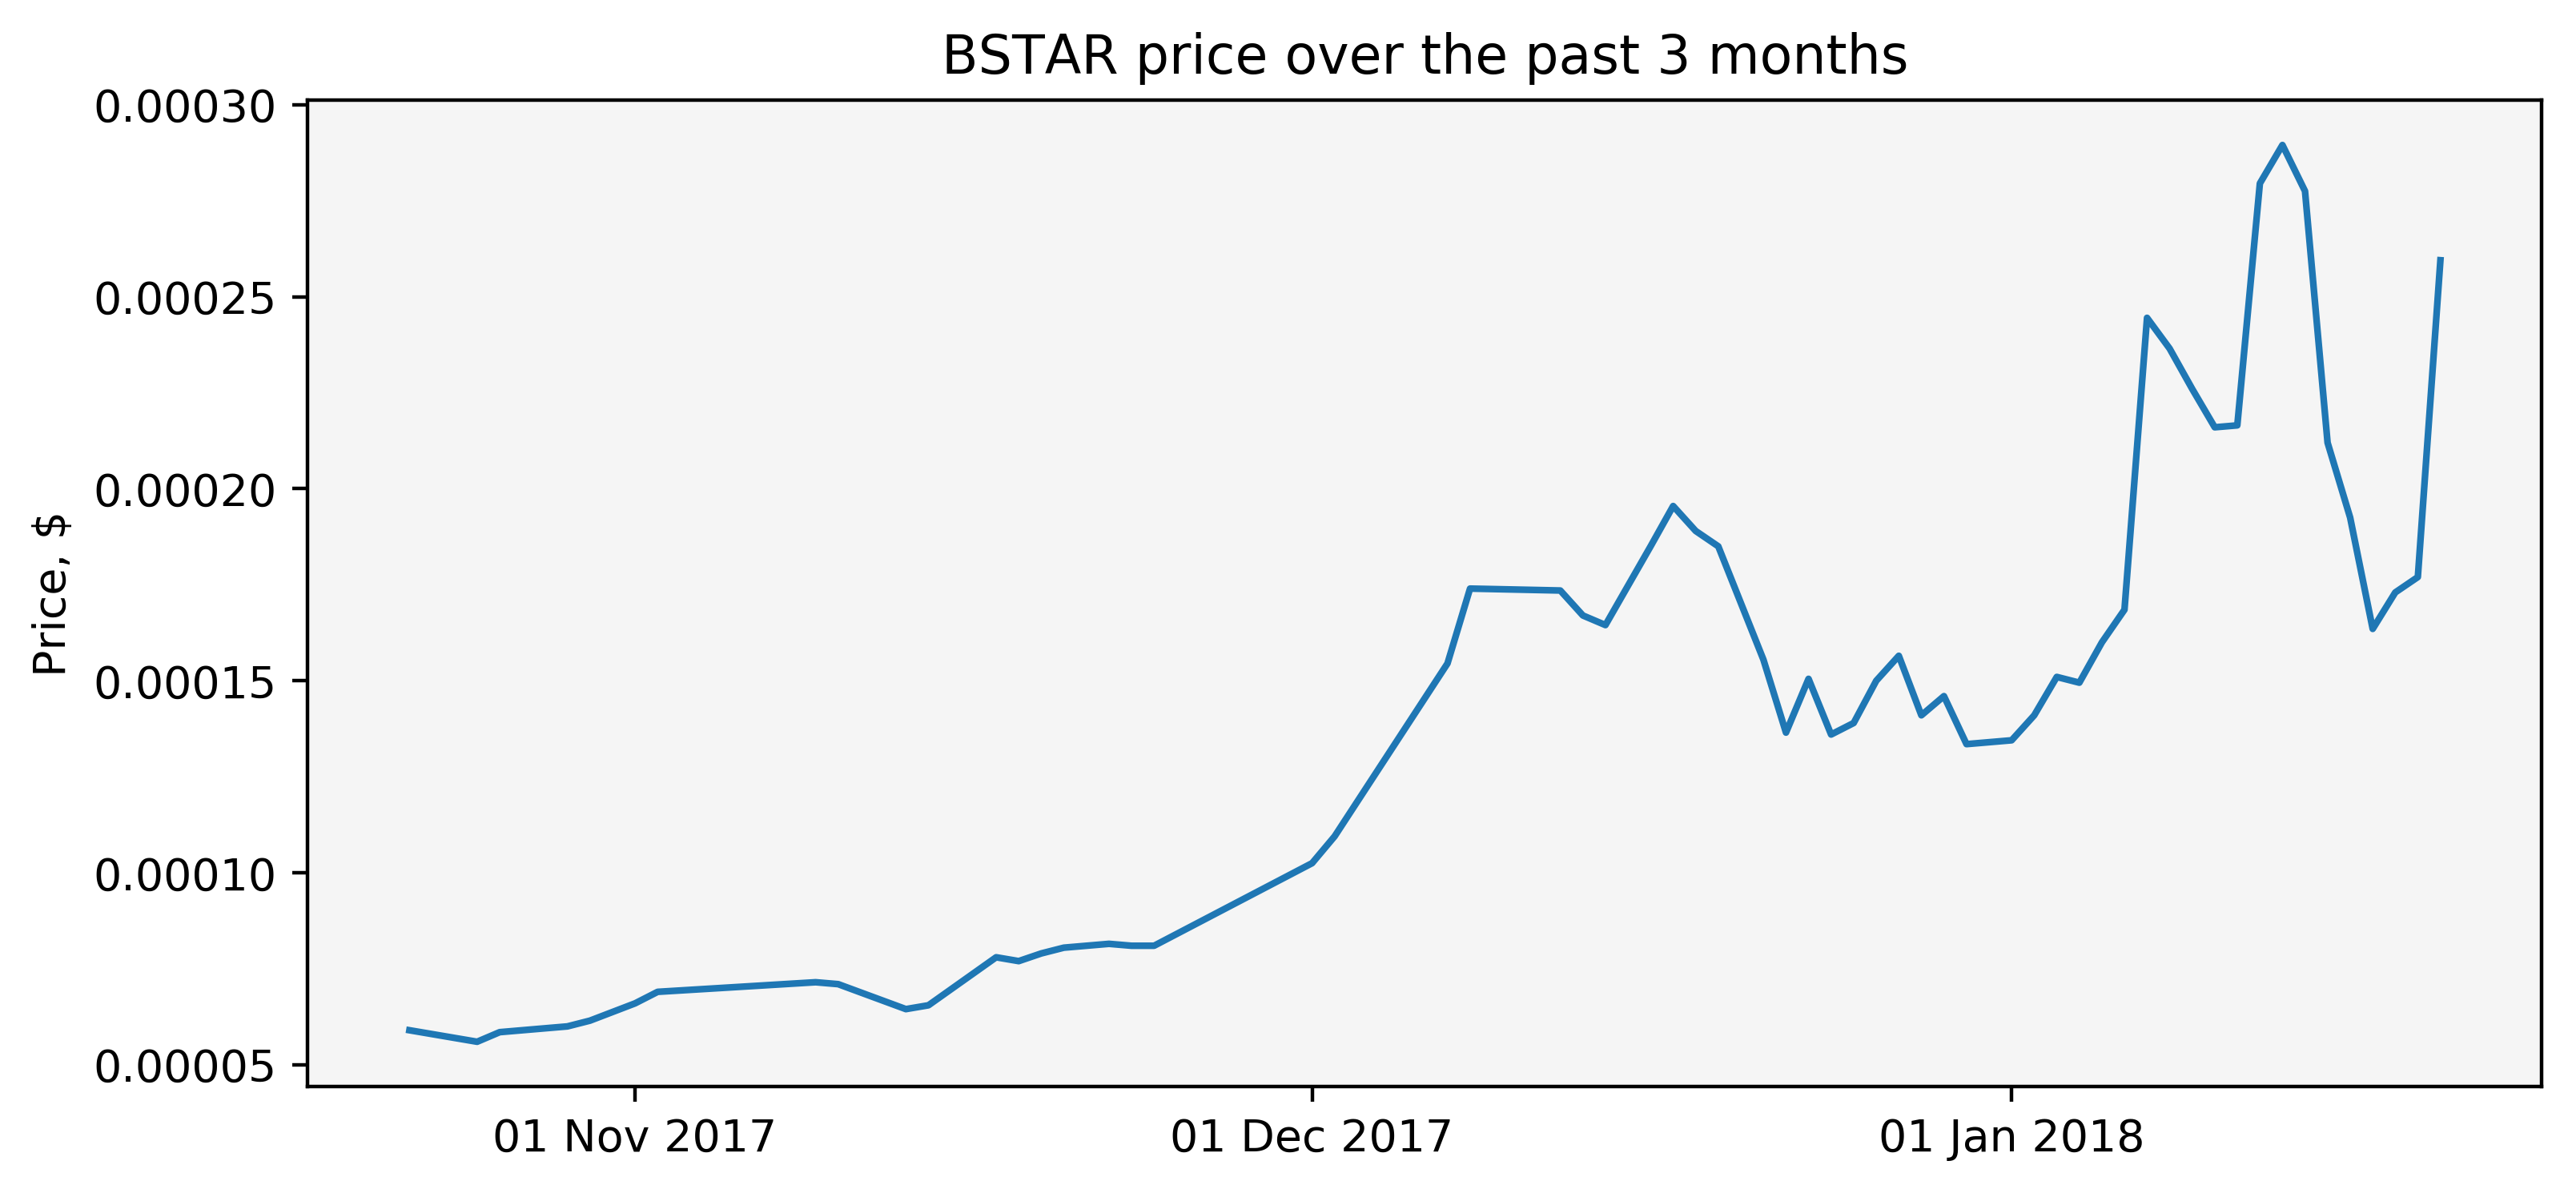 BSTAR price over the past 3 months
Price, $
0.00030
0.00025
0.00020
0.00015
0.00010
0.00005
01 Nov 2017
01 Dec 2017
01 Jan 2018